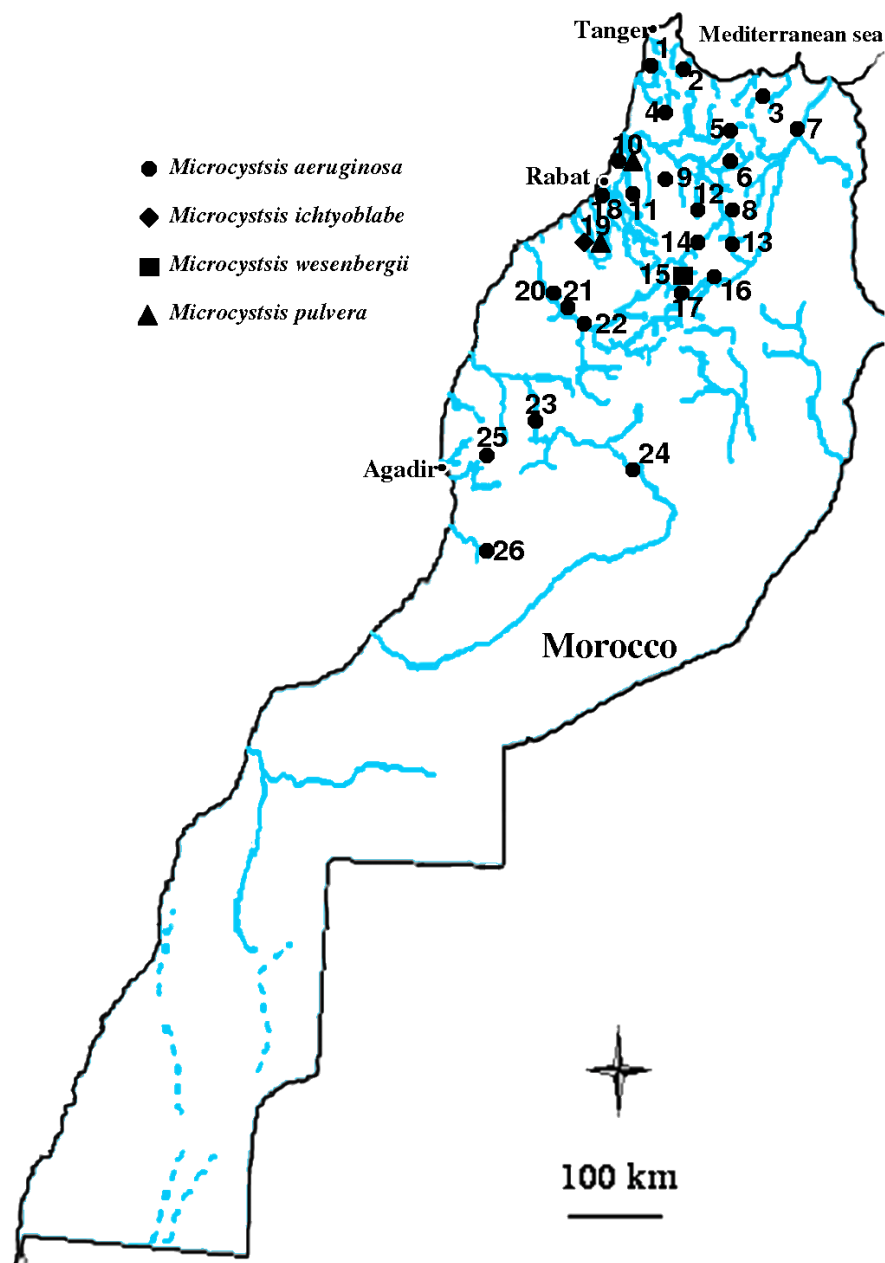 Tanger
Mediterranean sea
1
2
3
4
5
7
10
Microcystsis aeruginosa
6
Rabat
9
12
18
11
8
Microcystsis ichtyoblabe
19
14
13
Microcystsis wesenbergii
15
16
20
21
17
Microcystsis pulvera
22
23
25
24
Agadir
26
Morocco
100 km